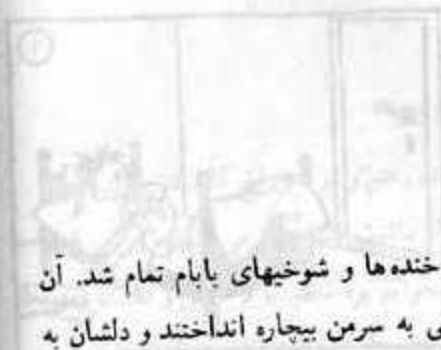 خنده‌ها و شوخیهای بابام تمام شد. آن
به سرمن بیچاره انداختند و دلشان به